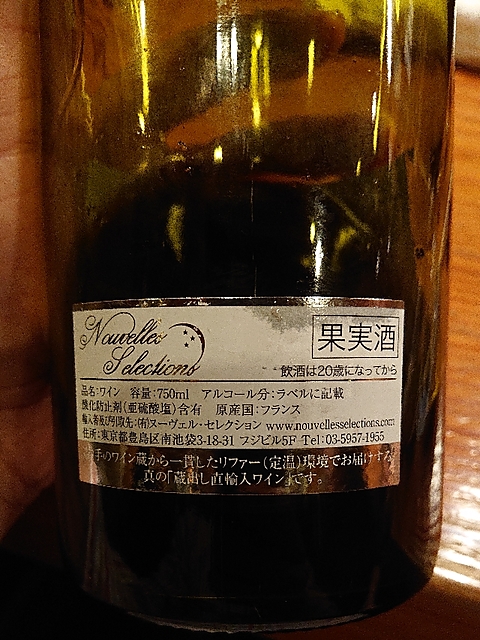 Nouvelles
Selections
果実酒
飲酒は20歳になってから
品名:ワイン 容量:750ml アルコール分:ラベルに記載
酸化防止剤(亜硫酸塩)含有 原産国:フランス
輸入者及び引取先:(有)ヌーヴェル・セレクション www.nouvellesselections.com
住所:東京都豊島区南池袋3-18-31 フジビル5F Tel:03-5957-1955
手のワイン蔵から一貫したリファー(定温)環境でお届けする
真の「蔵出し直輸入ワイン」です。